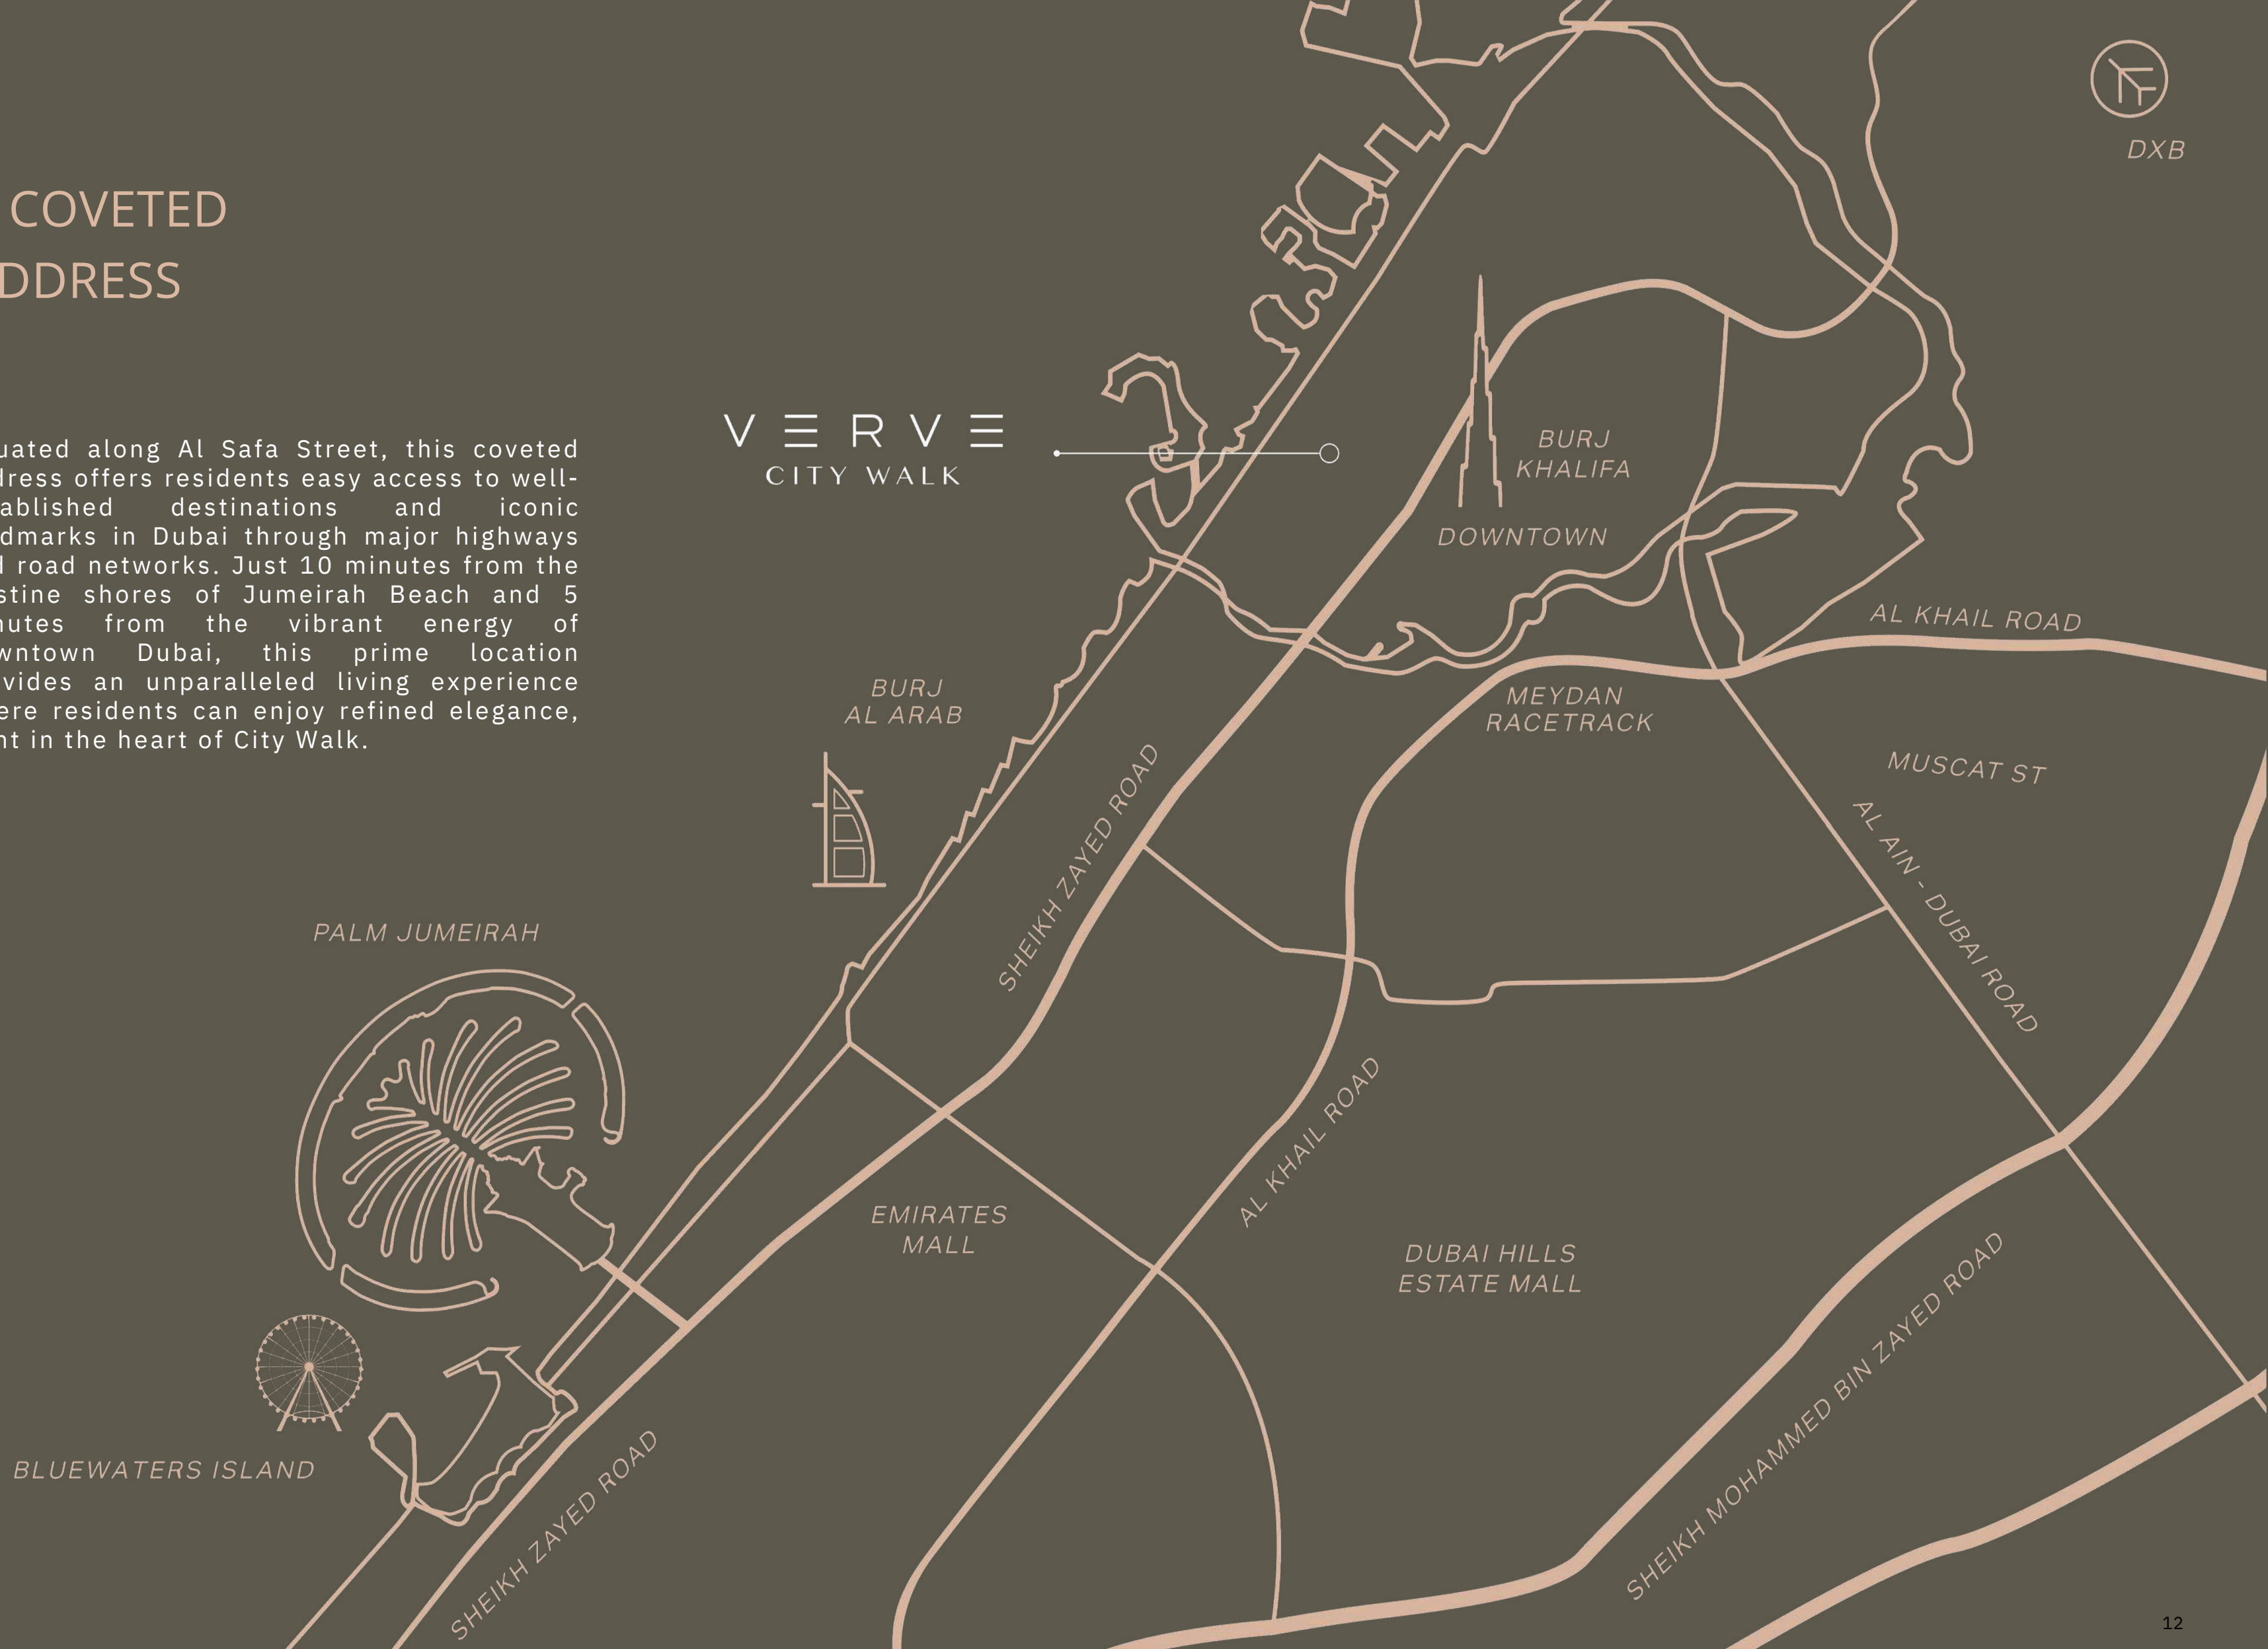 COVETED
DDRESS
uated along Al Safa Street, this coveted
dress offers residents easy access to well-
ablished destinations and iconic
dmarks in Dubai through major highways
d road networks. Just 10 minutes from the
stine shores of Jumeirah Beach and 5
nutes from the vibrant energy of
wntown Dubai, this prime location
vides an unparalleled living experience
ere residents can enjoy refined elegance,
nt in the heart of City Walk.
VERVE
CITY WALK
DXB
BURJ
KHALIFA
DOWNTOWN
AL KHAIL ROAD
BURJ
AL ARAB
MEYDAN
RACETRACK
MUSCAT ST
SHEIKH ZAYED ROAD
AL AIN - DUBAI ROAD
PALM JUMEIRAH
AL KHAIL ROAD
EMIRATES
MALL
DUBAI HILLS
ESTATE MALL
SHEIKH MOHAMMED BIN ZAYED ROAD
BLUEWATERS ISLAND
SHEIKH ZAYED ROAD
12